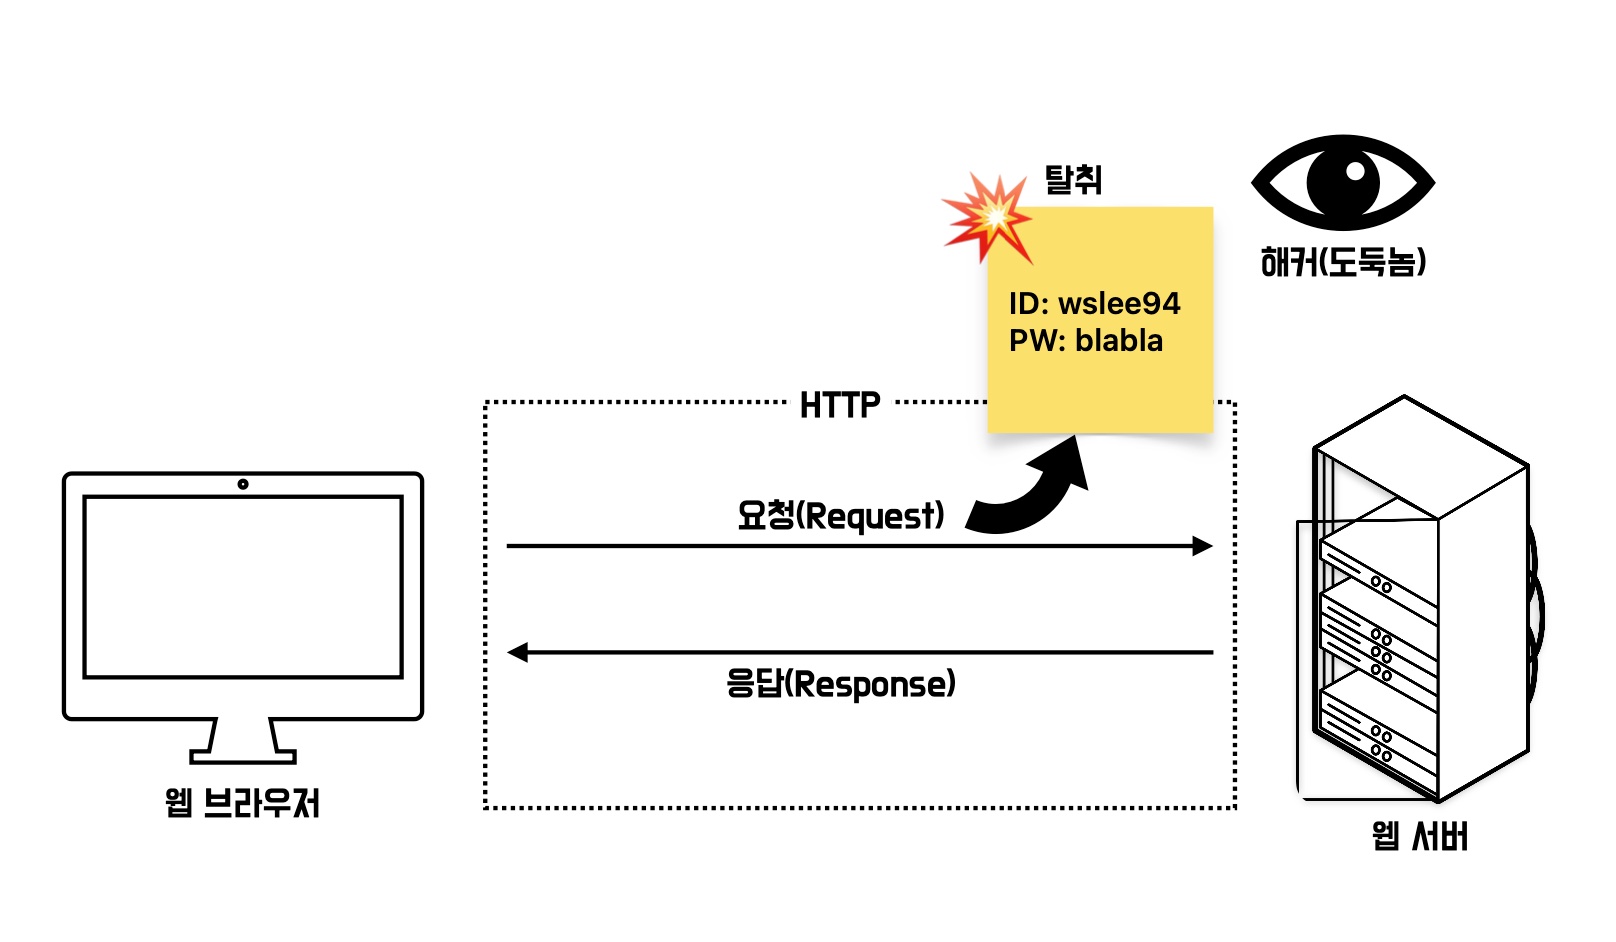 탈취
해커(도둑놈)
ID: wslee94
PW: blabla
HTTP
요청(Request)
응답(Response)
웹 브라우저
웹 서버